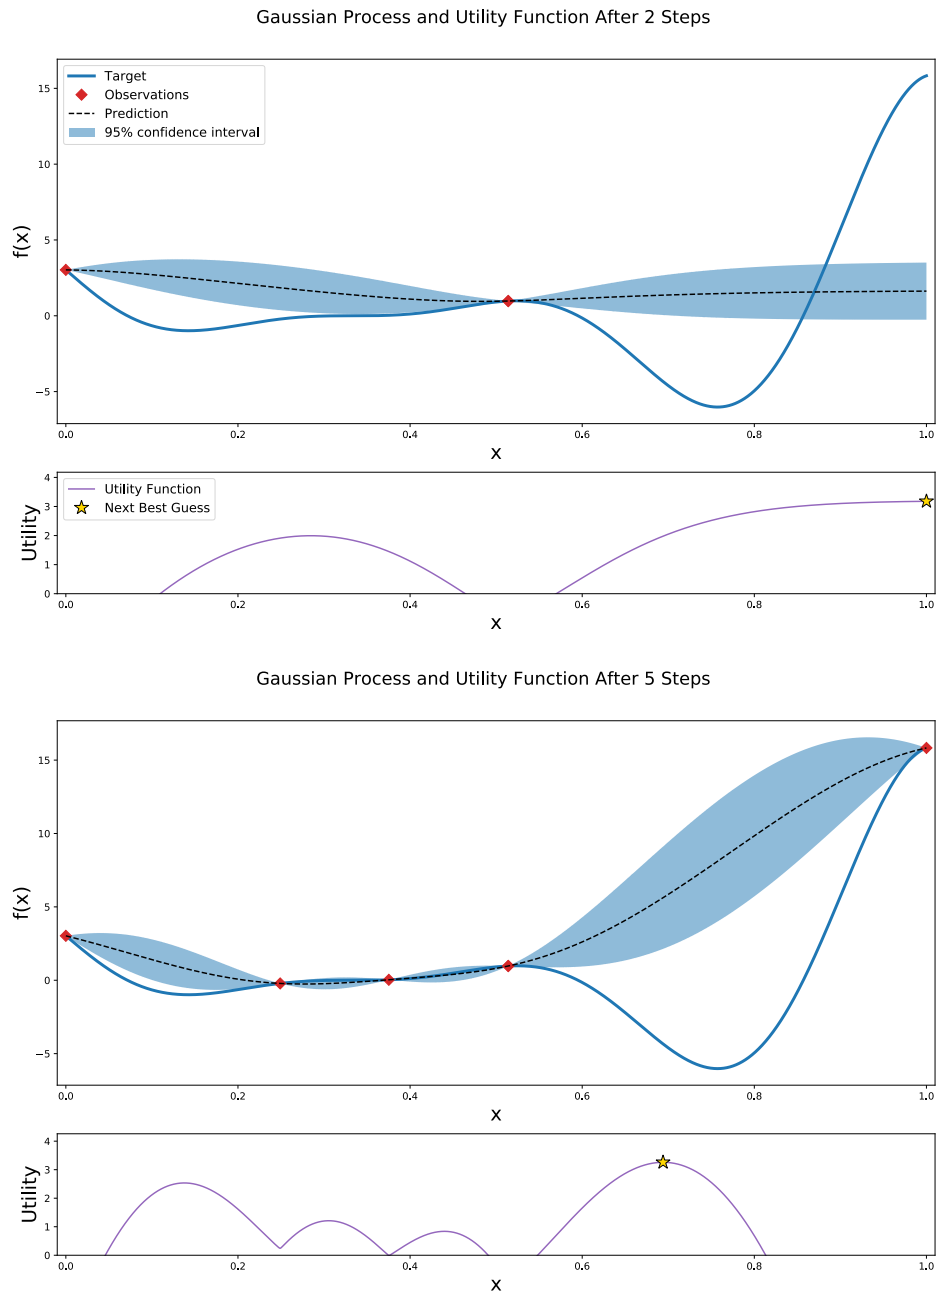 Gaussian Process and Utility Function After 2 Steps
Target
Observations
Prediction
95% confidence interval
15
10
5
0
−5
f(x)
0.0 0.2 0.4 0.6 0.8 1.0
x
Utility Function
Next Best Guess
4
3
2
1
0
Utility
0.0 0.2 0.4 0.6 0.8 1.0
x
Gaussian Process and Utility Function After 5 Steps
15
10
5
0
−5
f(x)
0.0 0.2 0.4 0.6 0.8 1.0
x
4
3
2
1
0
Utility
0.0 0.2 0.4 0.6 0.8 1.0
x